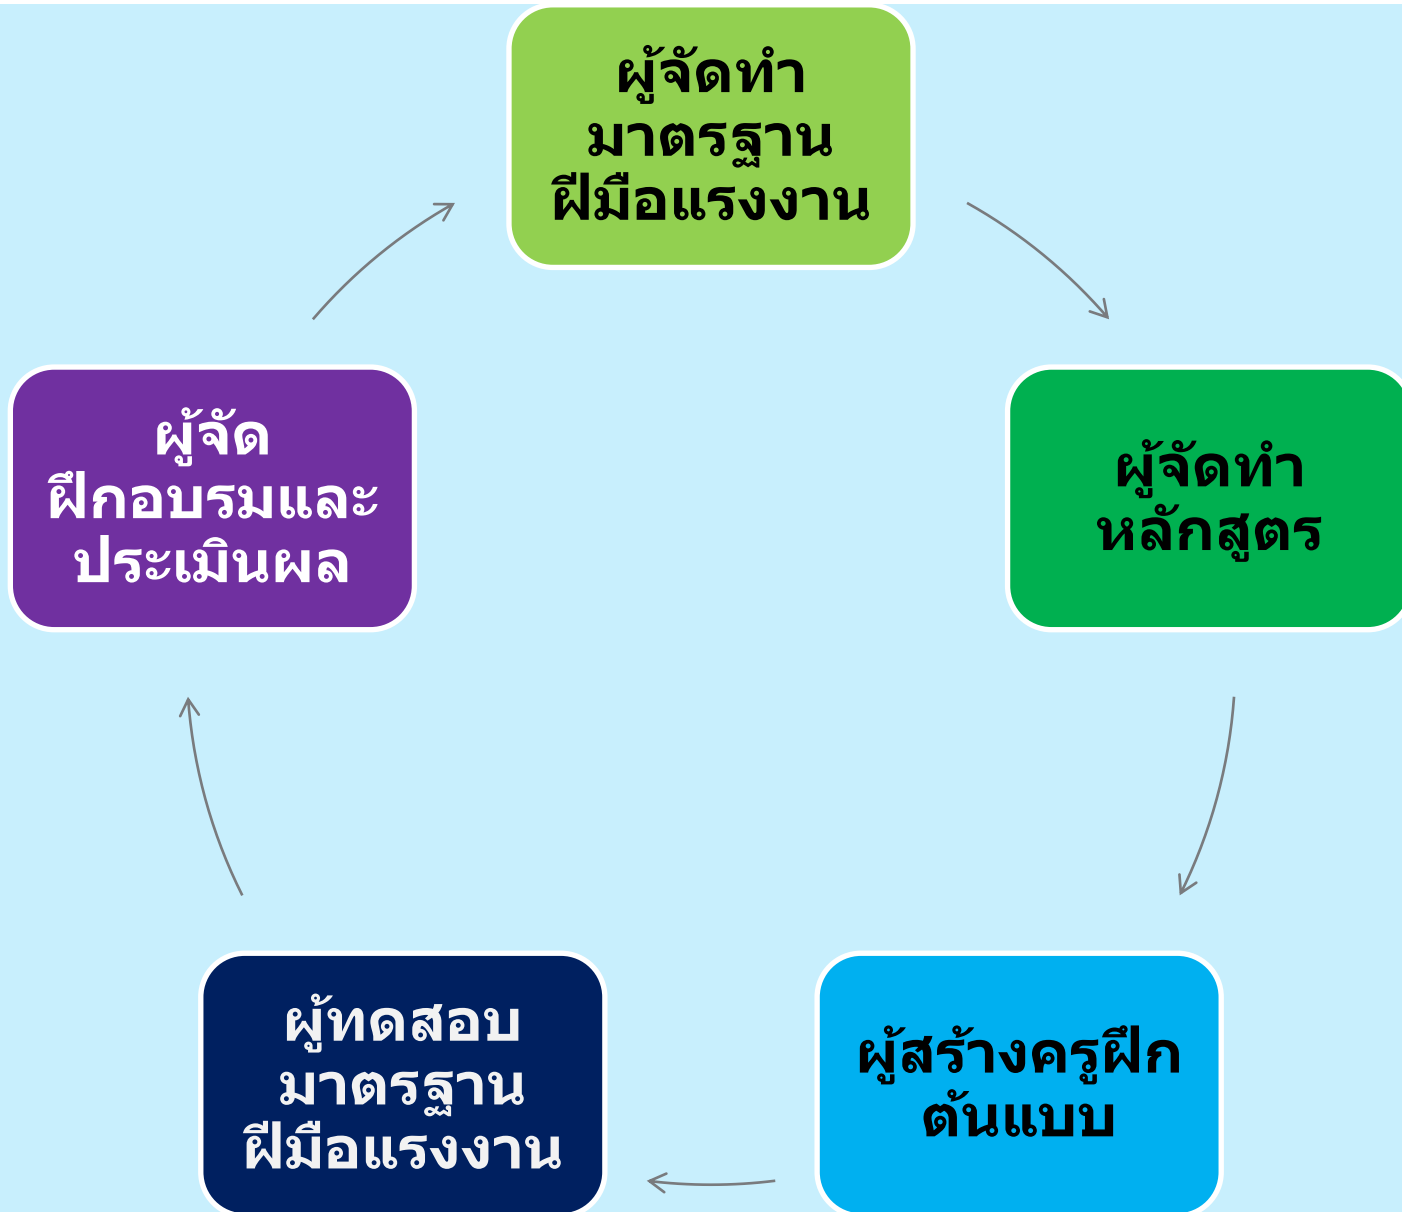 ผู้จัดทำ
มาตรฐาน
ฝีมือแรงงาน
ผู้จัดทำ
หลักสูตร
ผู้สร้างครูฝึก
ต้นแบบ
ผู้ทดสอบ
มาตรฐาน
ฝีมือแรงงาน
ผู้จัด
ฝึกอบรมและ
ประเมินผล